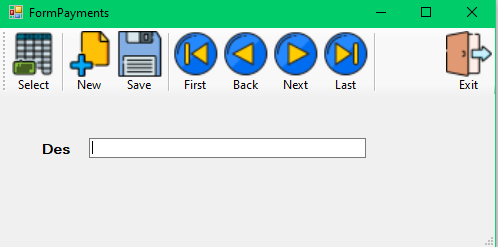 FormPayments
Select New Save First Back Next Last Exit
Des